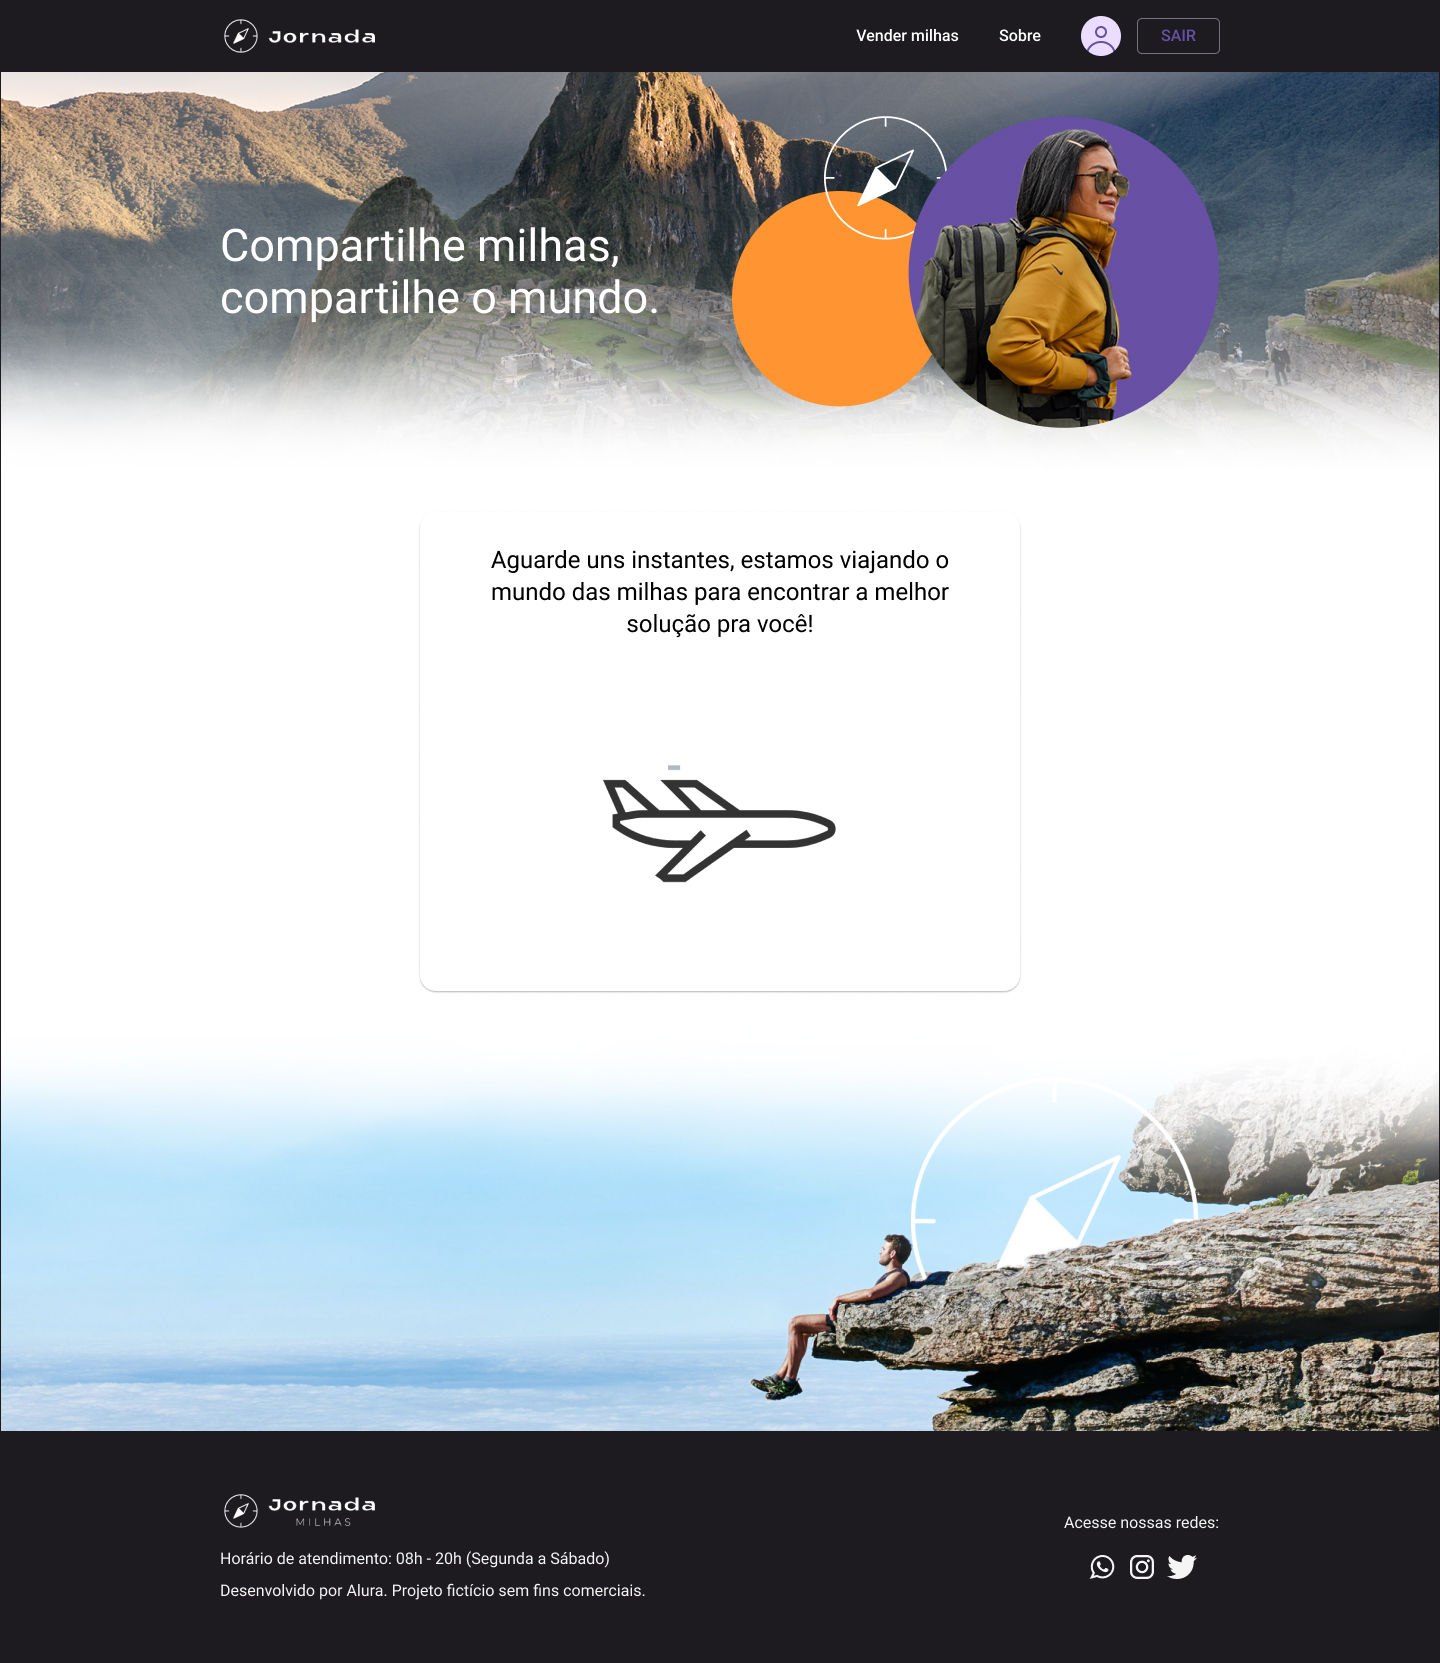 Jornada
Vender milhas
Sobre
SAIR
Compartilhe milhas,
compartilhe o mundo.
Aguarde uns instantes, estamos viajando o
mundo das milhas para encontrar a melhor
solução pra você!
Jornada
MILHAS
Horário de atendimento: 08h - 20h (Segunda a Sábado)
Desenvolvido por Alura. Projeto fictício sem fins comerciais.
Acesse nossas redes: